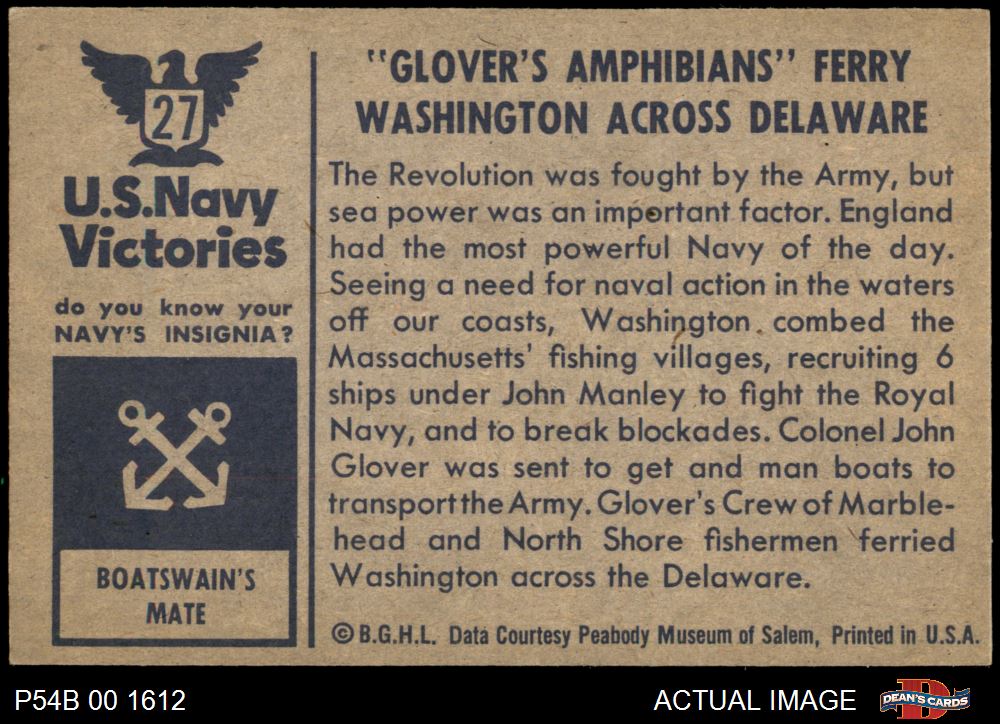 27
U.S.Navy
Victories
do you know your
NAVY'S INSIGNIA?
BOATSWAIN'S
MATE
"GLOVER'S AMPHIBIANS" FERRY
WASHINGTON ACROSS DELAWARE
The Revolution was fought by the Army, but
sea power was an important factor. England
had the most powerful Navy of the day.
Seeing a need for naval action in the waters
off our coasts, Washington combed the
Massachusetts' fishing villages, recruiting 6
ships under John Manley to fight the Royal
Navy, and to break blockades. Colonel John
Glover was sent to get and man boats to
transport the Army. Glover's Crew of Marble-
head and North Shore fishermen ferried
Washington across the Delaware.
© B.G.H.L. Data Courtesy Peabody Museum of Salem, Printed in U.S.A.
P54B 00 1612
ACTUAL IMAGE
D
DEAN'S CARDS